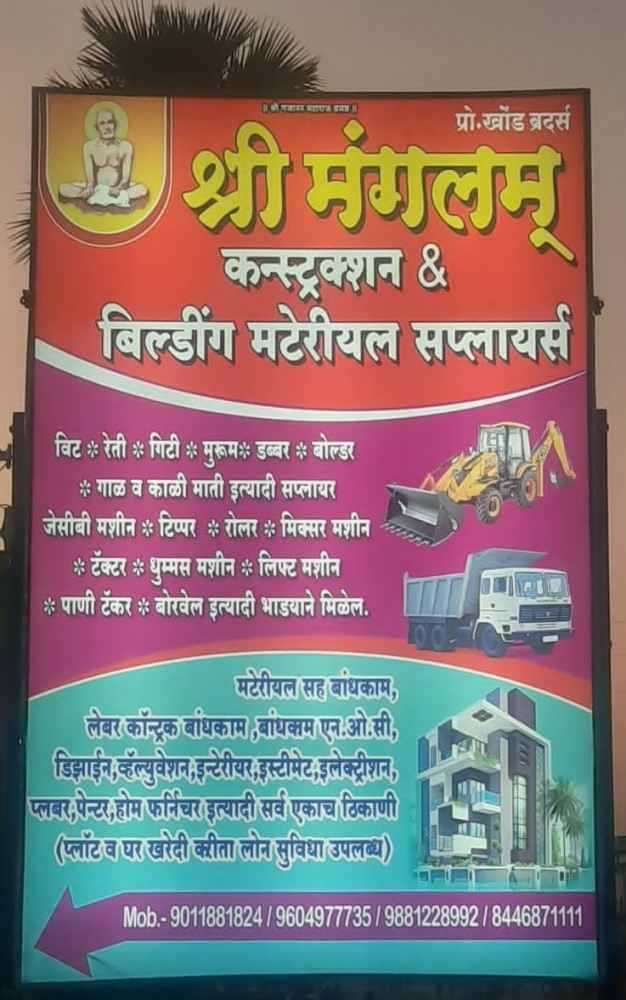 || श्री गजानन महाराज प्रसन्न ||
प्रो.खोंड ब्रदर्स
श्री मंगलम्
कन्स्ट्रक्शन &
बिल्डींग मटेरीयल सप्लायर्स
विट * रेती * गिटी * मुरूम* डब्बर * बोल्डर
* गाळ व काळी माती इत्यादी सप्लायर
जेसीबी मशीन * टिप्पर * रोलर * मिक्सर मशीन
* टॅक्टर * धुम्मस मशीन * लिफ्ट मशीन
* पाणी टँकर * बोरवेल इत्यादी भाडयाने मिळेल.
मटेरीयल सह बांधकाम,
लेबर कॉन्ट्रक बांधकाम ,बांधकाम एन.ओ.सी,
डिझाईन,व्हॅल्युवेशन,इन्टेरीयर,इस्टीमेट,इलेक्ट्रीशन,
प्लबर,पेन्टर,होम फर्निचर इत्यादी सर्व एकाच ठिकाणी
(प्लॉट व घर खरेदी करीता लोन सुविधा उपलब्ध)
Mob.- 9011881824 / 9604977735 / 9881228992 / 8446871111